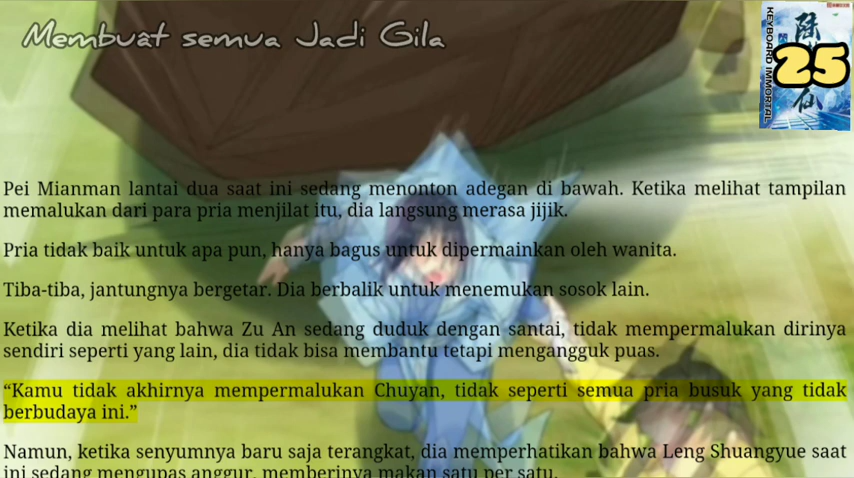 Membuat semua Jadi Gila
KEYBOARD IMMORTAL
25
Pei Mianman lantai dua saat ini sedang menonton adegan di bawah. Ketika melihat tampilan
memalukan dari para pria menjilat itu, dia langsung merasa jijik.
Pria tidak baik untuk apa pun, hanya bagus untuk dipermainkan oleh wanita.
Tiba-tiba, jantungnya bergetar. Dia berbalik untuk menemukan sosok lain.
Ketika dia melihat bahwa Zu An sedang duduk dengan santai, tidak mempermalukan dirinya
sendiri seperti yang lain, dia tidak bisa membantu tetapi mengangguk puas.
“Kamu tidak akhirnya mempermalukan Chuyan, tidak seperti semua pria busuk yang tidak
berbudaya ini.”
Namun, ketika senyumnya baru saja terangkat, dia memperhatikan bahwa Leng Shuangyue saat
ini sedang mengupas anggur, memberinya makan satu per satu.